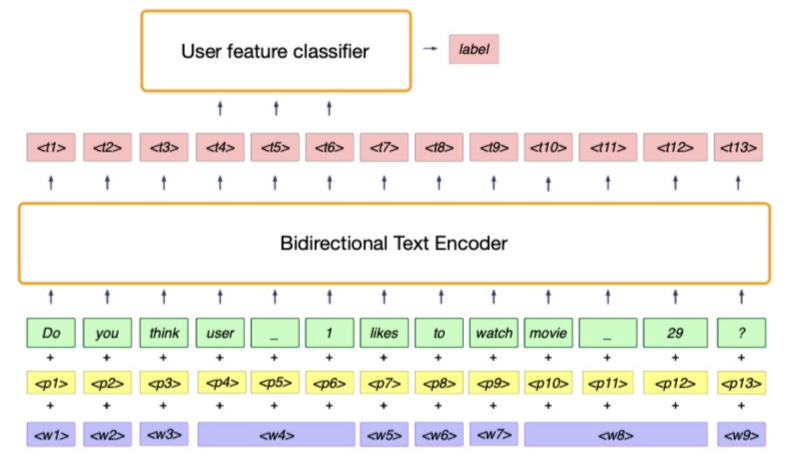 User feature classifier label
<t1> <t2> <t3> <t4> <t5> <t6> <t7> <t8> <t9> <t10> <t11> <t12> <t13>
Bidirectional Text Encoder
Do you think user _ 1 likes to watch movie _ 29 ?
+ + + + + + + + + + + + +
<p1> <p2> <p3> <p4> <p5> <p6> <p7> <p8> <p9> <p10> <p11> <p12> <p13>
+ + + + + + + + + + + + +
<w1> <w2> <w3> <w4> <w5> <w6> <w7> <w8> <w9>